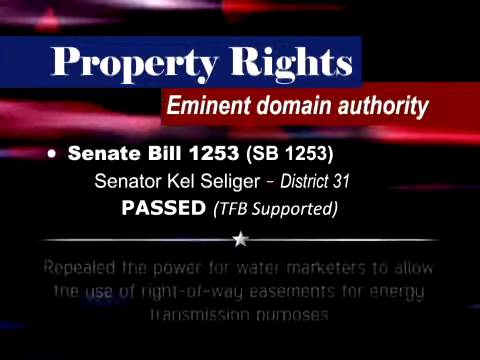 Property Rights
Eminent domain authority
• Senate Bill 1253 (SB 1253)
Senator Kel Seliger – District 31
PASSED (TFB Supported)
Repealed the power for water marketers to allow
the use of right-of-way easements for energy
transmission purposes